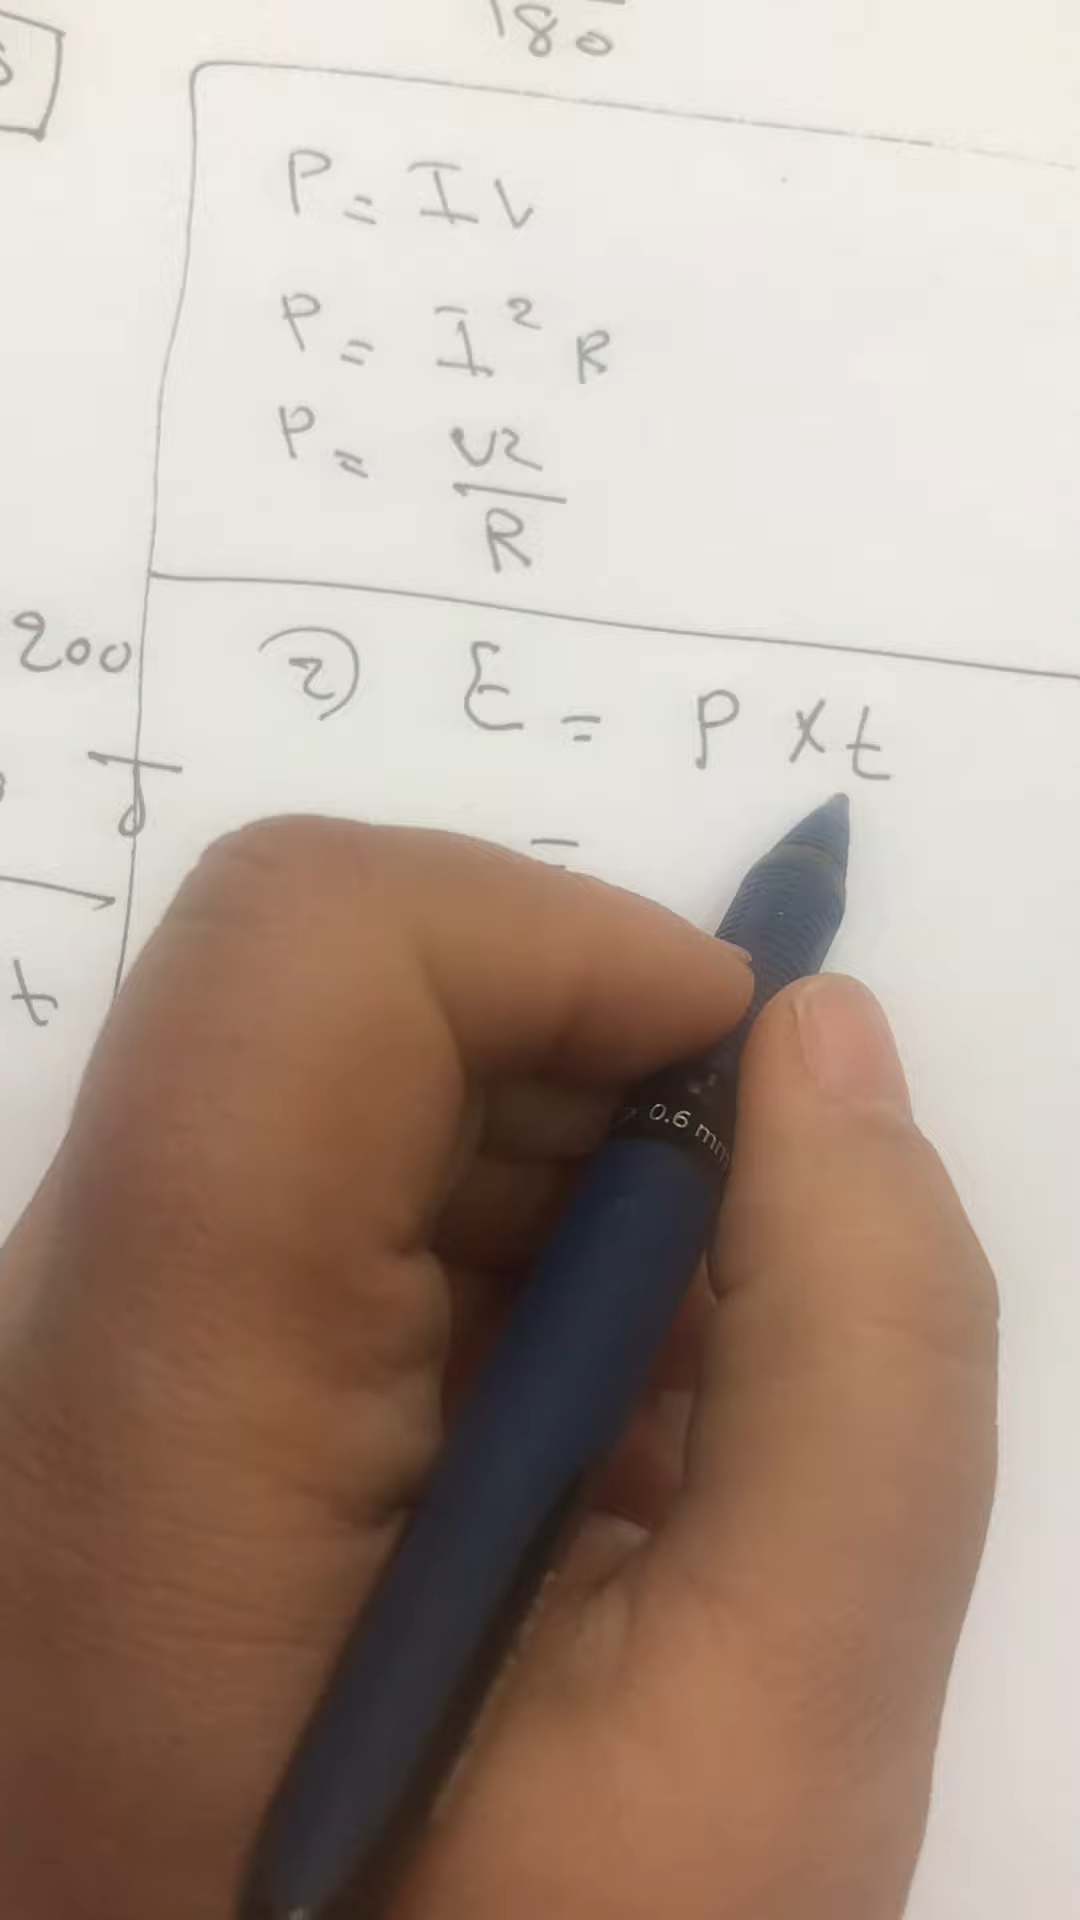 180
P = IV
P = I² R
P = V2
R
200
2) E = P x t
=
t
0.6 mm